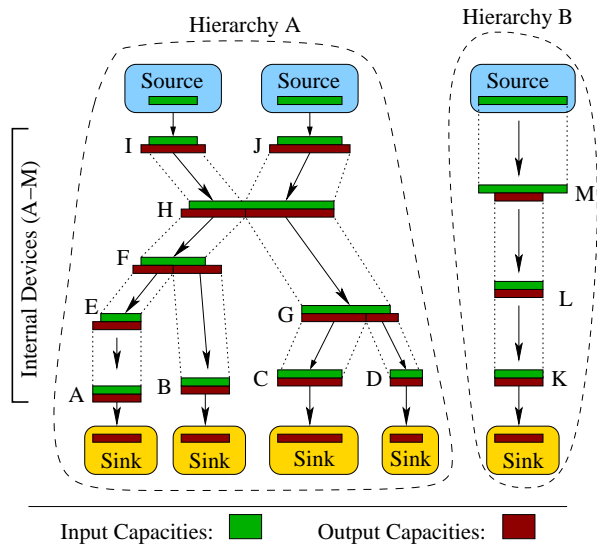 Hierarchy A
Hierarchy B
Source
Source
Source
Internal Devices (A–M)
I
J
M
H
F
E
G
L
A
B
C
D
K
Sink
Sink
Sink
Sink
Sink
Input Capacities:
Output Capacities: